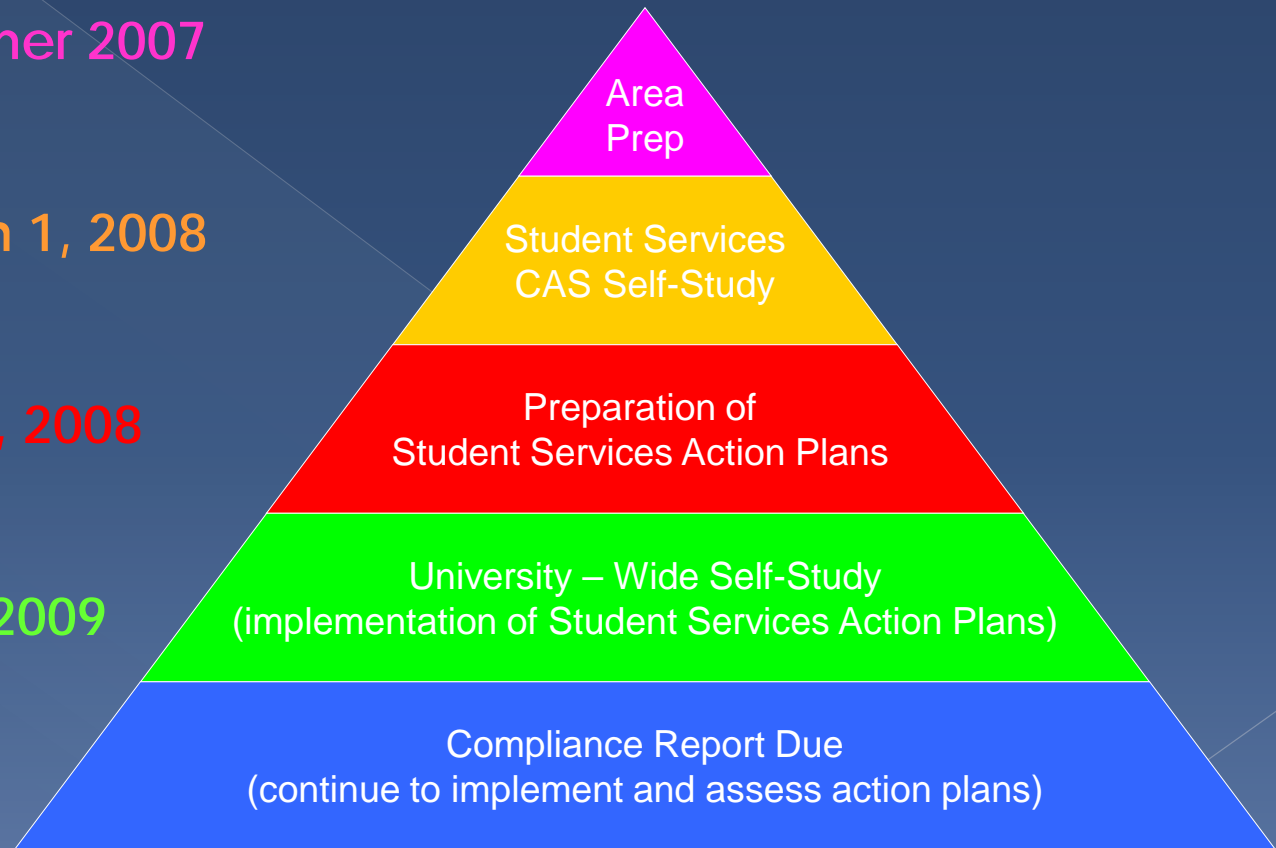 2007
Area
Prep
1, 2008
Student Services
CAS Self-Study
, 2008
Preparation of
Student Services Action Plans
2009
University – Wide Self-Study
(implementation of Student Services Action Plans)
Compliance Report Due
(continue to implement and assess action plans)